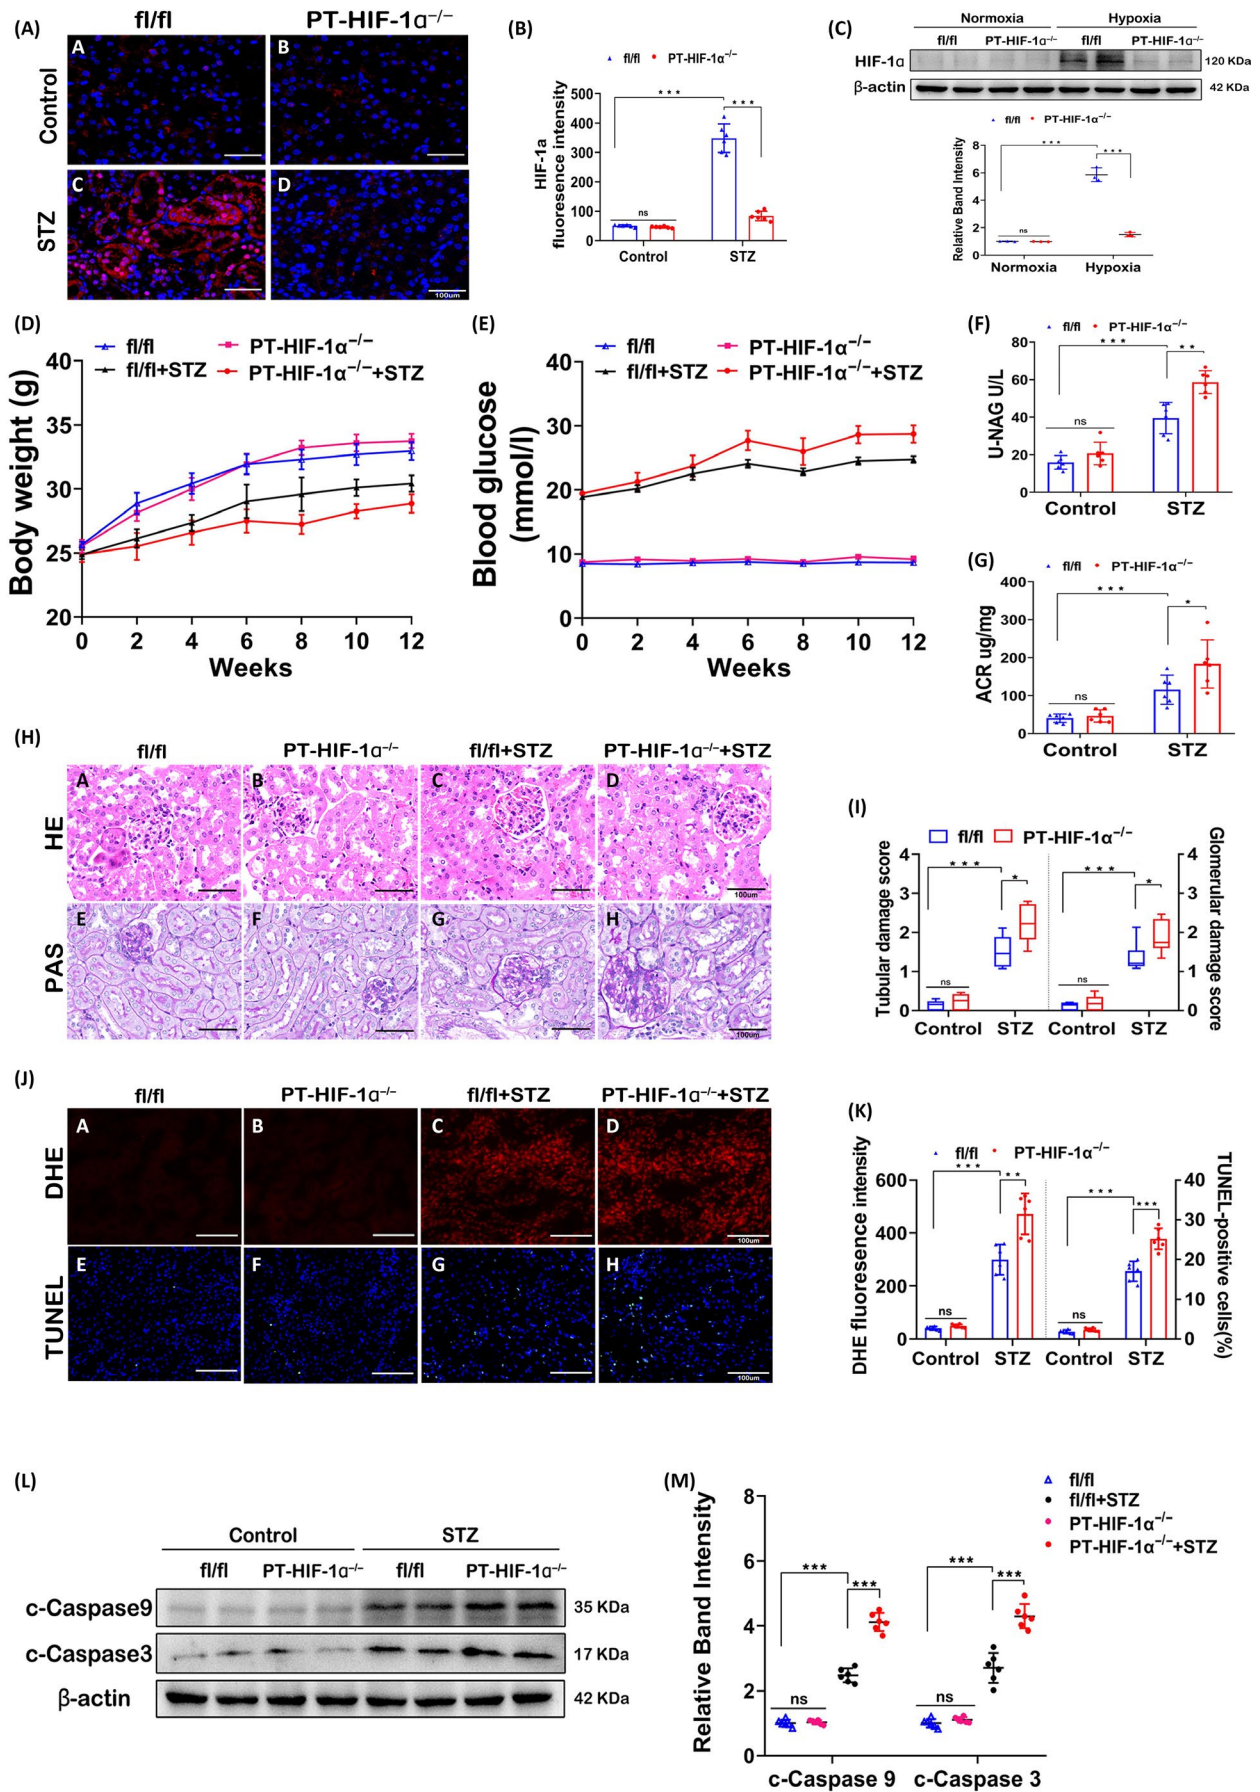 (A)
fl/fl
PT-HIF-1α⁻/⁻
Control
STZ
A
B
C
D
100um
(B)
fl/fl
PT-HIF-1α⁻/⁻
HIF-1a
fluorescence intensity
500
400
300
200
100
0
***
***
ns
Control
STZ
(C)
Normoxia
Hypoxia
fl/fl
PT-HIF-1α⁻/⁻
fl/fl
PT-HIF-1α⁻/⁻
HIF-1α
120 KDa
β-actin
42 KDa
fl/fl
PT-HIF-1α⁻/⁻
Relative Band Intensity
8
6
4
2
0
***
***
ns
Normoxia
Hypoxia
(D)
fl/fl
PT-HIF-1α⁻/⁻
fl/fl+STZ
PT-HIF-1α⁻/⁻+STZ
Body weight (g)
40
35
30
25
20
0 2 4 6 8 10 12
Weeks
(E)
fl/fl
PT-HIF-1α⁻/⁻
fl/fl+STZ
PT-HIF-1α⁻/⁻+STZ
Blood glucose
(mmol/l)
40
30
20
10
0
0 2 4 6 8 10 12
Weeks
(F)
fl/fl
PT-HIF-1α⁻/⁻
U-NAG U/L
80
60
40
20
0
***
**
ns
Control
STZ
(G)
fl/fl
PT-HIF-1α⁻/⁻
ACR ug/mg
400
300
200
100
0
***
*
ns
Control
STZ
(H)
fl/fl
PT-HIF-1α⁻/⁻
fl/fl+STZ
PT-HIF-1α⁻/⁻+STZ
HE
A
B
C
D
100um
PAS
E
F
G
H
100um
(I)
fl/fl
PT-HIF-1α⁻/⁻
Tubular damage score
4
3
2
1
0
***
*
ns
Control
STZ
***
*
ns
Control
STZ
4
3
2
1
0
Glomerular damage score
(J)
fl/fl
PT-HIF-1α⁻/⁻
fl/fl+STZ
PT-HIF-1α⁻/⁻+STZ
DHE
A
B
C
D
100um
TUNEL
E
F
G
H
100um
(K)
fl/fl
PT-HIF-1α⁻/⁻
DHE fluoresence intensity
600
400
200
0
***
**
ns
Control
STZ
***
***
ns
Control
STZ
40
30
20
10
0
TUNEL-positive
cells(%)
(L)
Control
STZ
fl/fl
PT-HIF-1α⁻/⁻
fl/fl
PT-HIF-1α⁻/⁻
c-Caspase9
35 KDa
c-Caspase3
17 KDa
β-actin
42 KDa
(M)
fl/fl
fl/fl+STZ
PT-HIF-1α⁻/⁻
PT-HIF-1α⁻/⁻+STZ
Relative Band Intensity
8
6
4
2
0
***
***
ns
***
***
ns
c-Caspase 9
c-Caspase 3